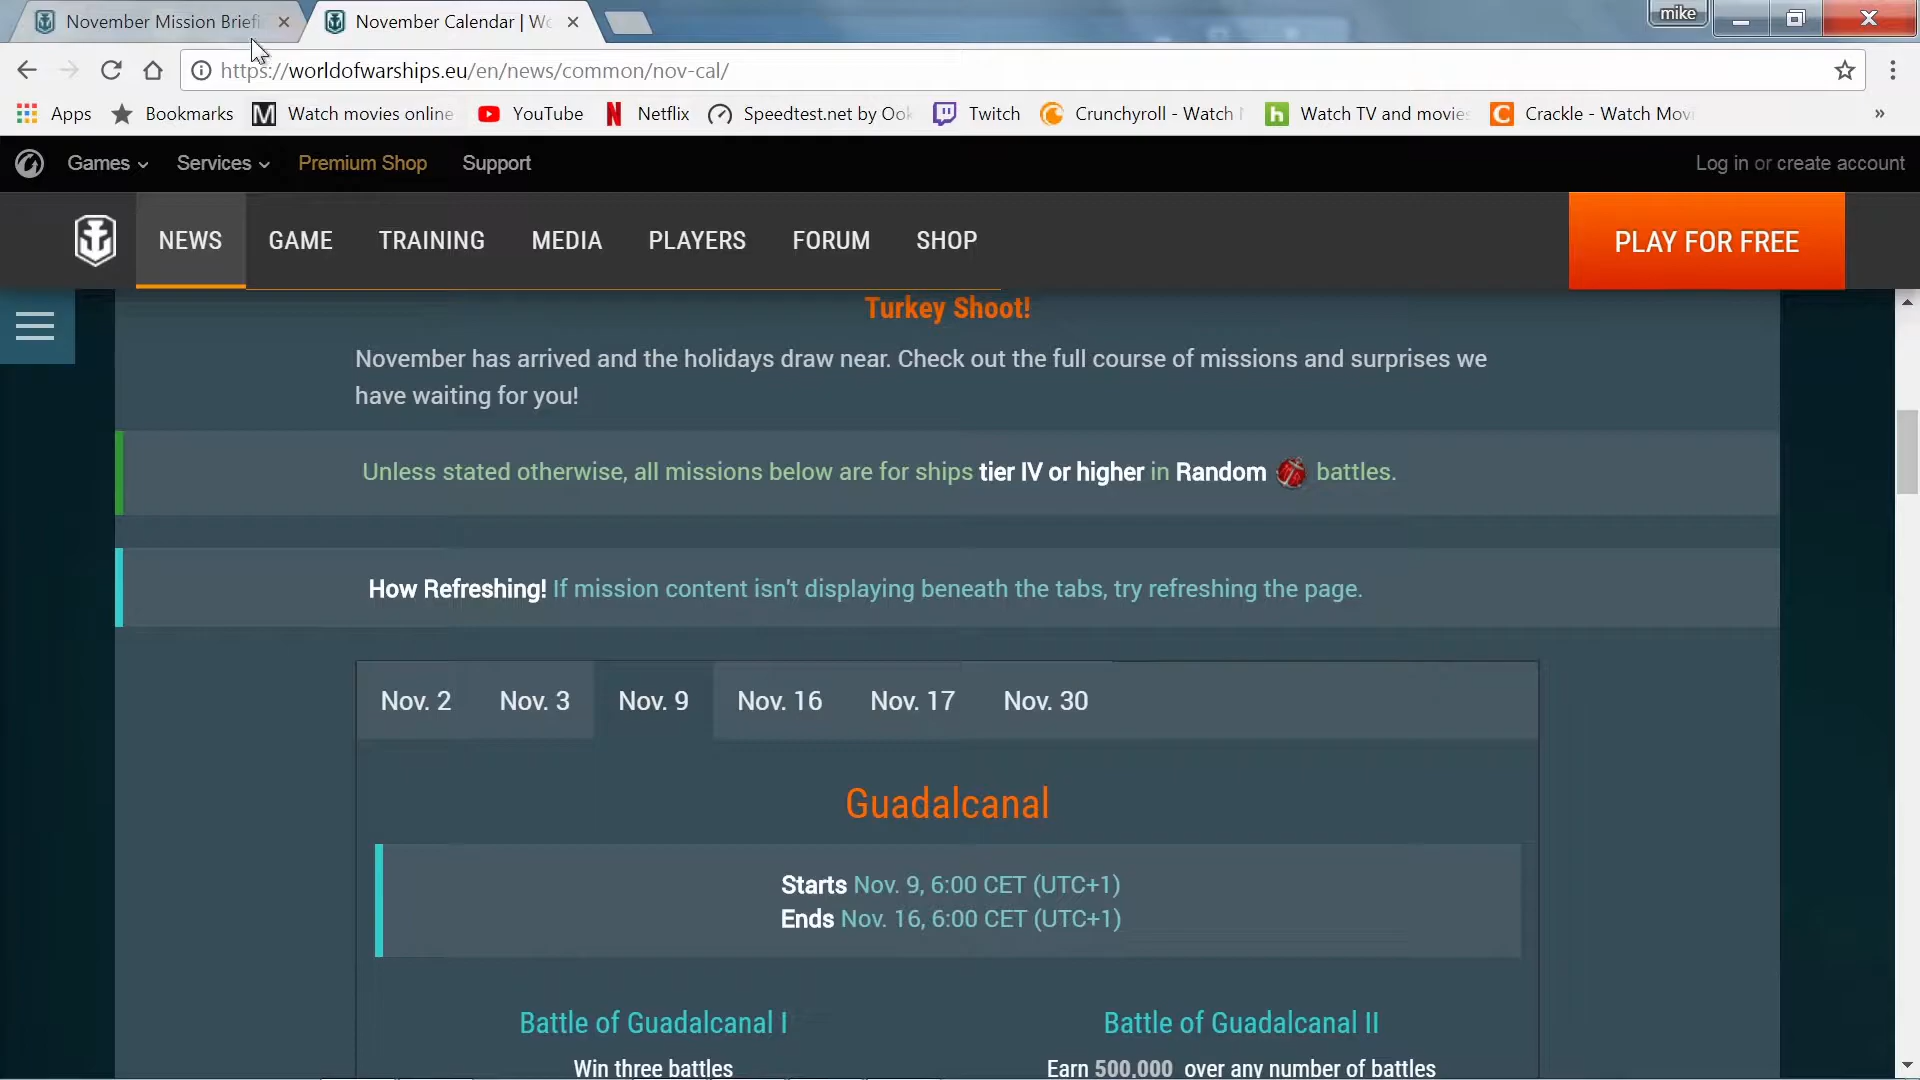 November Mission Briefi
November Calendar | Wo
mike
https://worldofwarships.eu/en/news/common/nov-cal/
Apps
Bookmarks
Watch movies online
YouTube
Netflix
Speedtest.net by Ook
Twitch
Crunchyroll - Watch
Watch TV and movies
Crackle - Watch Movi
»
Games
Services
Premium Shop
Support
Log in or create account
NEWS
GAME
TRAINING
MEDIA
PLAYERS
FORUM
SHOP
PLAY FOR FREE
Turkey Shoot!
November has arrived and the holidays draw near. Check out the full course of missions and surprises we
have waiting for you!
Unless stated otherwise, all missions below are for ships tier IV or higher in Random battles.
How Refreshing! If mission content isn't displaying beneath the tabs, try refreshing the page.
Nov. 2
Nov. 3
Nov. 9
Nov. 16
Nov. 17
Nov. 30
Guadalcanal
Starts Nov. 9, 6:00 CET (UTC+1)
Ends Nov. 16, 6:00 CET (UTC+1)
Battle of Guadalcanal I
Win three battles
Battle of Guadalcanal II
Earn 500,000 over any number of battles